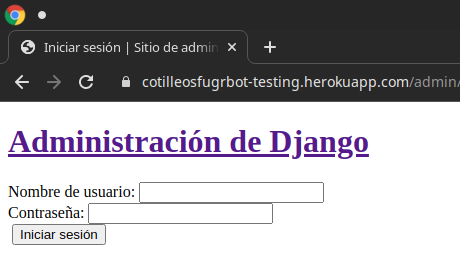 Iniciar sesión | Sitio de admin
cotilleosfugrbot-testing.herokuapp.com/admin/
Administración de Django
Nombre de usuario:
Contraseña:
Iniciar sesión